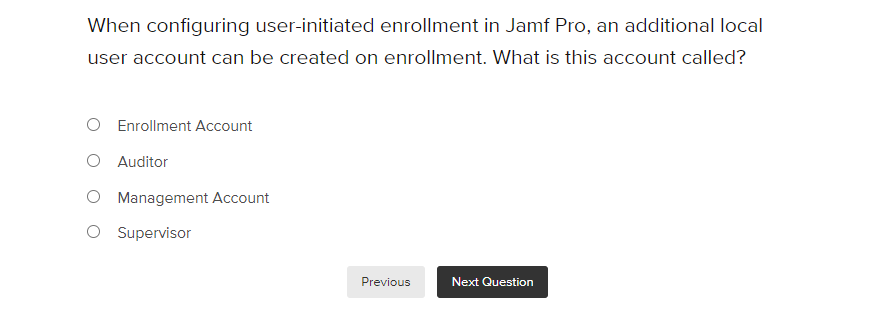 When configuring user-initiated enrollment in Jamf Pro, an additional local
user account can be created on enrollment. What is this account called?
Enrollment Account
Auditor
Management Account
Supervisor
Previous
Next Question